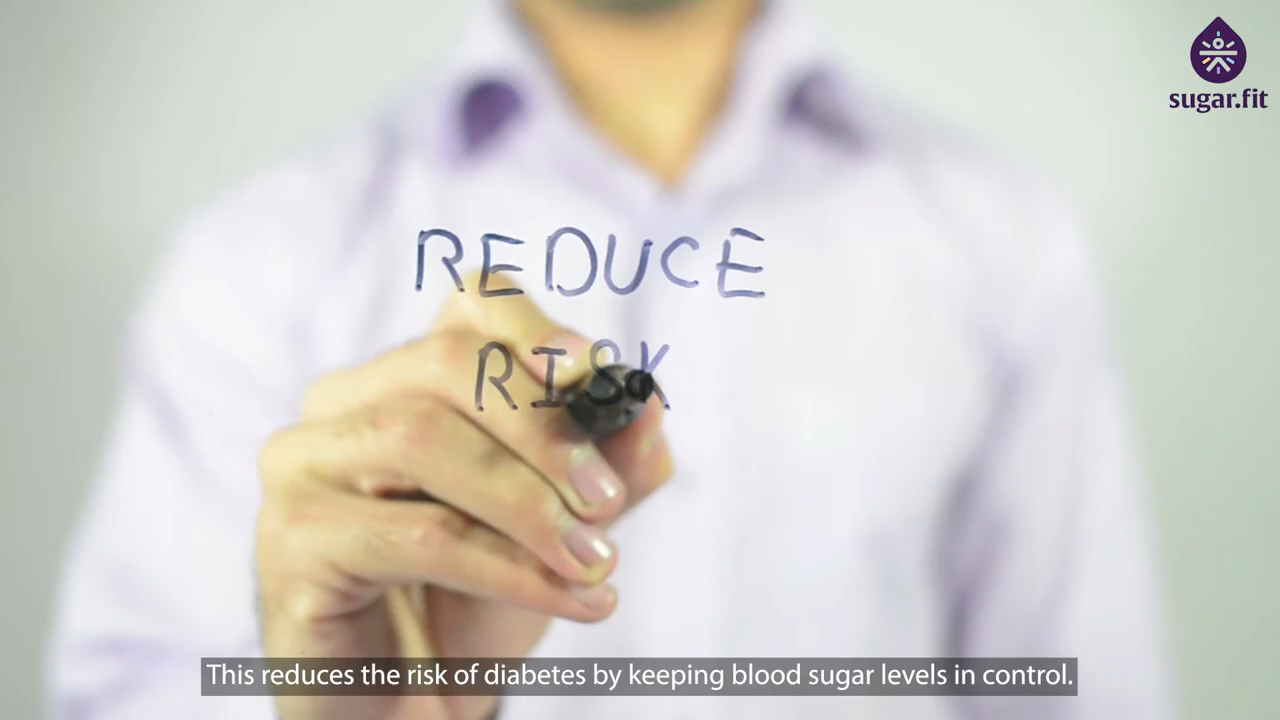 sugar.fit
REDUCE
RISK
This reduces the risk of diabetes by keeping blood sugar levels in control.